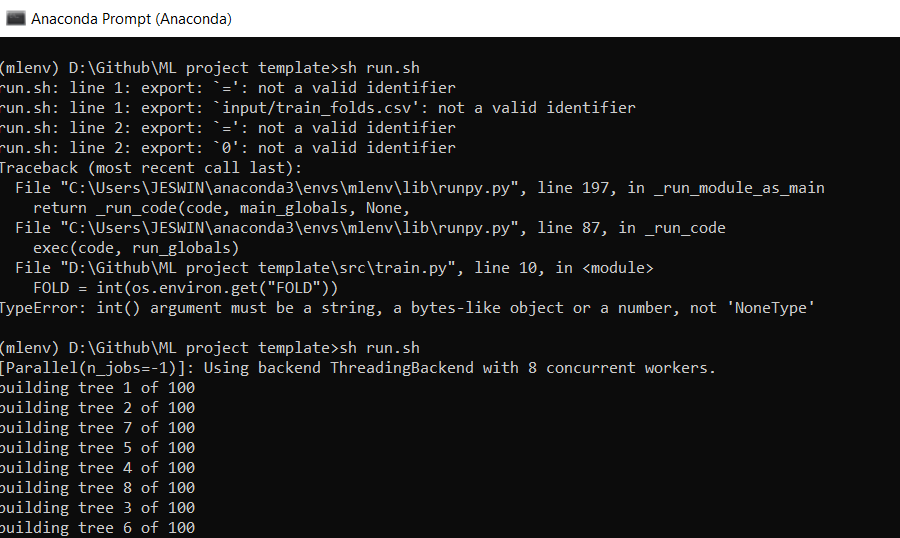 Anaconda Prompt (Anaconda)
(mlenv) D:\Github\ML project template>sh run.sh
run.sh: line 1: export: `=': not a valid identifier
run.sh: line 1: export: `input/train_folds.csv': not a valid identifier
run.sh: line 2: export: `=': not a valid identifier
run.sh: line 2: export: `0': not a valid identifier
Traceback (most recent call last):
  File "C:\Users\JESWIN\anaconda3\envs\mlenv\lib\runpy.py", line 197, in _run_module_as_main
    return _run_code(code, main_globals, None,
  File "C:\Users\JESWIN\anaconda3\envs\mlenv\lib\runpy.py", line 87, in _run_code
    exec(code, run_globals)
  File "D:\Github\ML project template\src\train.py", line 10, in <module>
    FOLD = int(os.environ.get("FOLD"))
TypeError: int() argument must be a string, a bytes-like object or a number, not 'NoneType'
(mlenv) D:\Github\ML project template>sh run.sh
[Parallel(n_jobs=-1)]: Using backend ThreadingBackend with 8 concurrent workers.
building tree 1 of 100
building tree 2 of 100
building tree 7 of 100
building tree 5 of 100
building tree 4 of 100
building tree 8 of 100
building tree 3 of 100
building tree 6 of 100